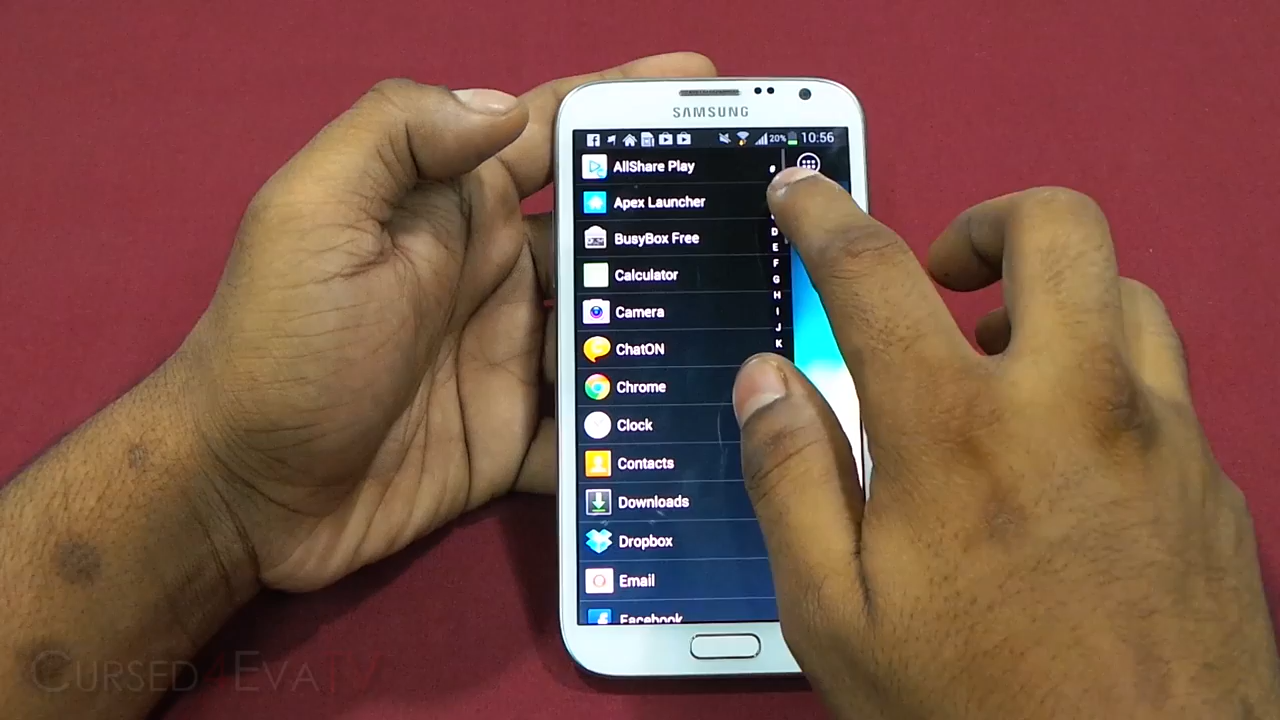 SAMSUNG
20% 10:56
AllShare Play
#
Apex Launcher
D
BusyBox Free
E
F
Calculator
G
H
Camera
I
J
ChatON
K
Chrome
Clock
Contacts
Downloads
Dropbox
Email
Facebook
CURSED4EVATV